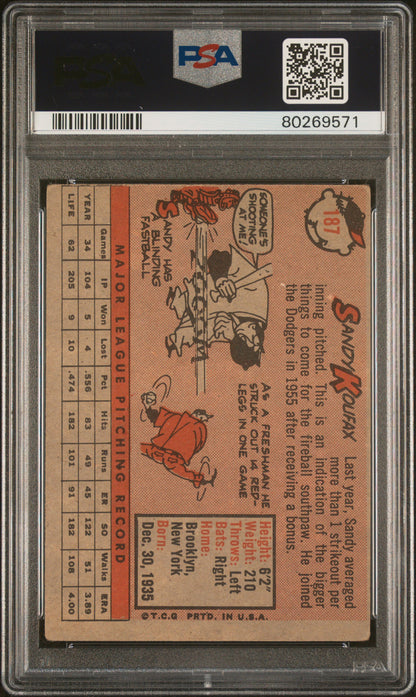 PSA
80269571
187
SANDY KOUFAX
Last year, Sandy averaged
more than 1 strikeout per
inning pitched. This is an
indication of the bigger
things to come for the fireball southpaw. He joined
the Dodgers in 1955 after receiving a bonus.
SOMEONE'S
SHOOTING
AT ME!
ZOOM
SANDY HAS
BLINDING
FASTBALL
AS A FRESHMAN HE
STRUCK OUT 14 RED-
LEGS IN ONE GAME
Height: 6'2"
Weight: 210
Throws: Left
Bats: Right
Home:
Brooklyn,
New York
Born:
Dec. 30, 1935
MAJOR LEAGUE PITCHING RECORD
Games IP Won Lost Pct Hits Runs ER SO Walks ERA
YEAR 34 104 5 4 .556 83 49 45 122 51 3.89
LIFE 62 205 9 10 .474 182 101 91 182 108 4.00
© T.C.G PRTD. IN U.S.A.